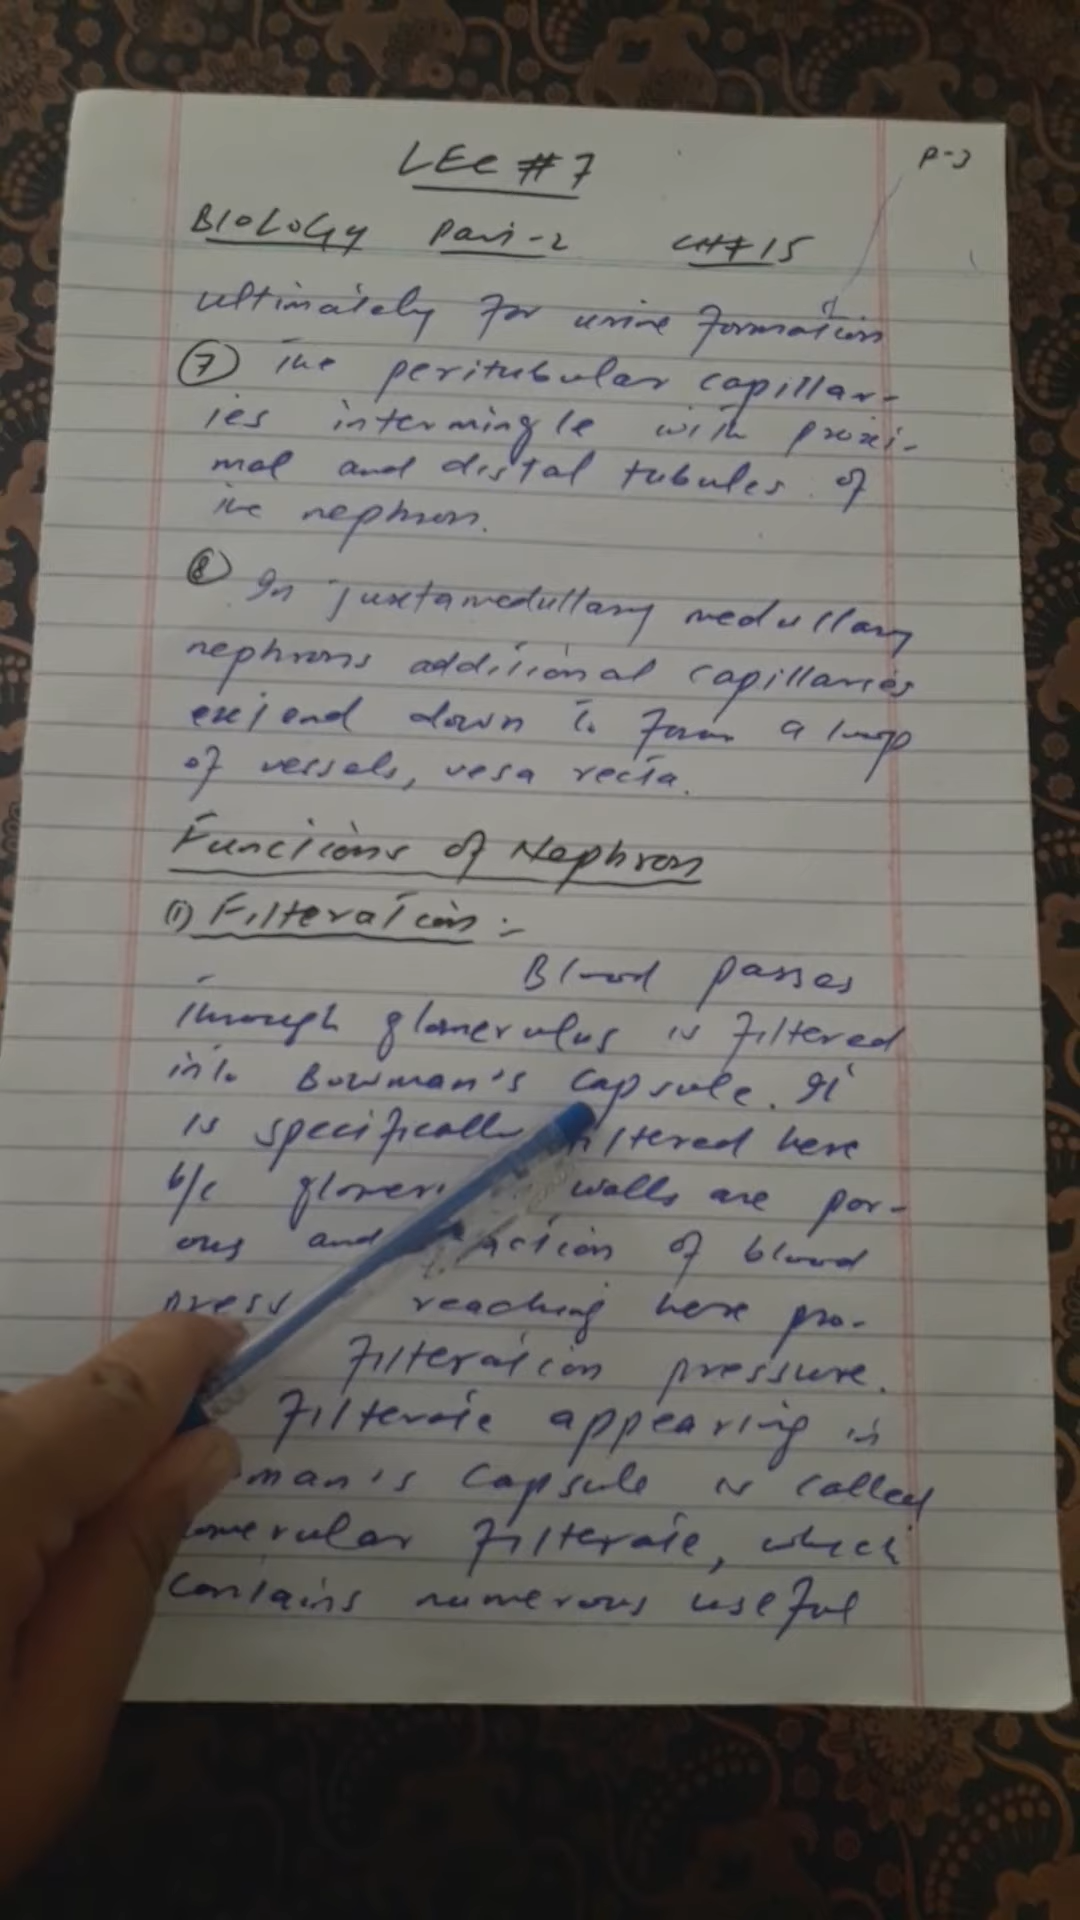 LEC # 7
P-3
BIOLOGY Part-2 CH#15
ultimately for urine formation
⑦ The peritubular capillar-
ies intermingle with proxi-
mal and distal tubules of
the nephron.
⑧ In juxtamedullary medullary
nephrons additional capillaries
extend down to form a loop
of vessels, vesa recta.
Functions of Nephron
(1) Filteration :-
Blood passes
through glomerulus is filtered
into Bowman's capsule. It
is specifically filtered here
b/c walls are por-
ous and of blood
reaching here pro-
filteration pressure.
Filterate appearing in
capsule is called
filterate, which
contains numerous useful